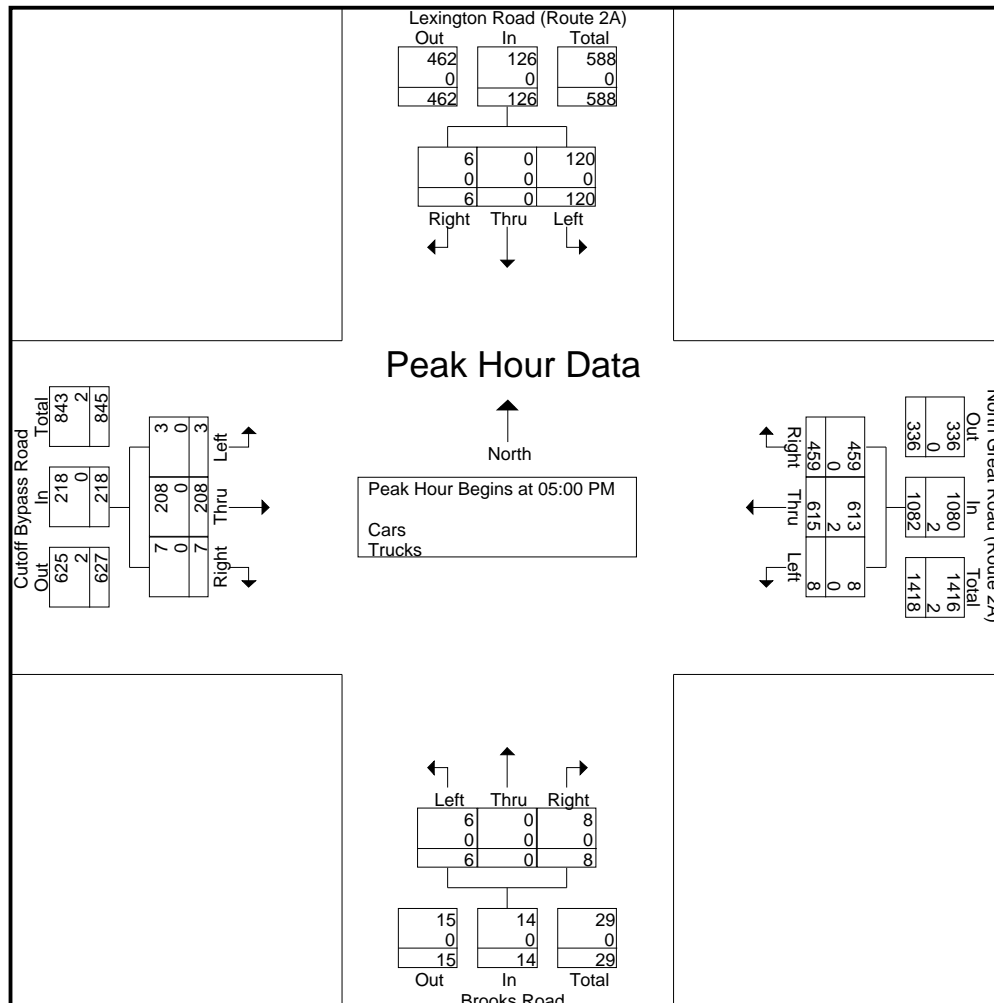 Lexington Road (Route 2A)
Out In Total
462 126 588
0 0 0
462 126 588
6 0 120
0 0 0
6 0 120
Right Thru Left
Peak Hour Data
North
Peak Hour Begins at 05:00 PM
Cars
Trucks
Cutoff Bypass Road
Out In Total
625 218 843
2 0 2
627 218 845
Right Thru Left
7 208 3
0 0 0
7 208 3
North Great Road (Route 2A)
Out In Total
336 1080 1416
0 2 2
336 1082 1418
Right Thru Left
459 613 8
0 2 0
459 615 8
Left Thru Right
6 0 8
0 0 0
6 0 8
15 14 29
0 0 0
15 14 29
Out In Total
Brooks Road